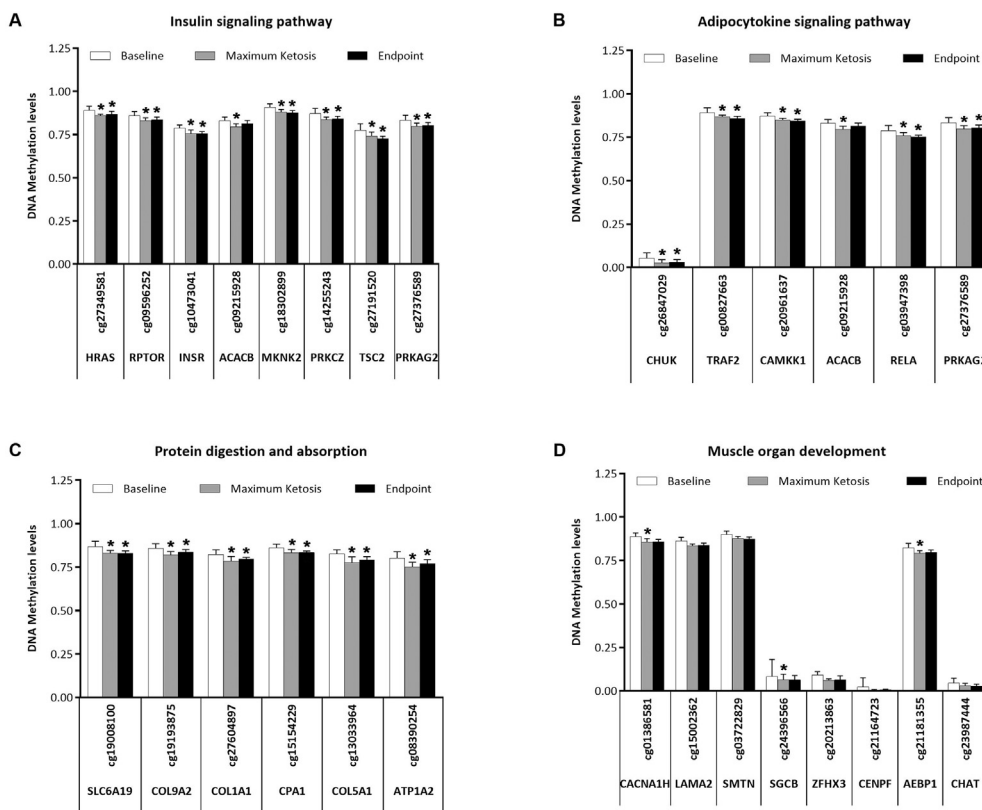 A
Insulin signaling pathway
Baseline Maximum Ketosis Endpoint
DNA Methylation levels
1.25
1.00
0.75
0.50
0.25
0.00
* * * * * * * * * * * * * * *
cg27349581 cg09596252 cg10473041 cg09215928 cg18302899 cg14255243 cg27191520 cg27376589
HRAS RPTOR INSR ACACB MKNK2 PRKCZ TSC2 PRKAG2
B
Adipocytokine signaling pathway
Baseline Maximum Ketosis Endpoint
DNA Methylation levels
1.25
1.00
0.75
0.50
0.25
0.00
* * * * * * * * * * *
cg26847029 cg00827663 cg20961637 cg09215928 cg03947398 cg27376589
CHUK TRAF2 CAMKK1 ACACB RELA PRKAG2
C
Protein digestion and absorption
Baseline Maximum Ketosis Endpoint
DNA Methylation levels
1.25
1.00
0.75
0.50
0.25
0.00
* * * * * * * * * * * *
cg19008100 cg19193875 cg27604897 cg15154229 cg13033964 cg08390254
SLC6A19 COL9A2 COL1A1 CPA1 COL5A1 ATP1A2
D
Muscle organ development
Baseline Maximum Ketosis Endpoint
DNA Methylation levels
1.25
1.00
0.75
0.50
0.25
0.00
* * *
cg01386581 cg15002362 cg03722829 cg24396566 cg20213863 cg21164723 cg21181355 cg23987444
CACNA1H LAMA2 SMTN SGCB ZFHX3 CENPF AEBP1 CHAT